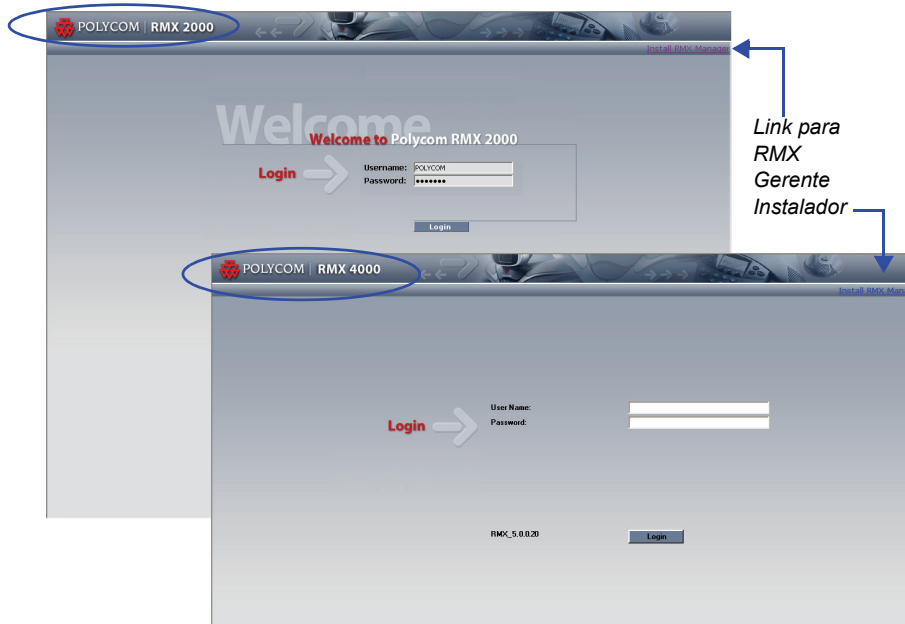 POLYCOM | RMX 2000
Install RMX Manager
Welcome
Welcome to Polycom RMX 2000
Login
Username: POLYCOM
Password: •••••••
Login
Link para
RMX
Gerente
Instalador
POLYCOM | RMX 4000
Install RMX Man
Login
User Name:
Password:
RMX_5.0.0.20
Login